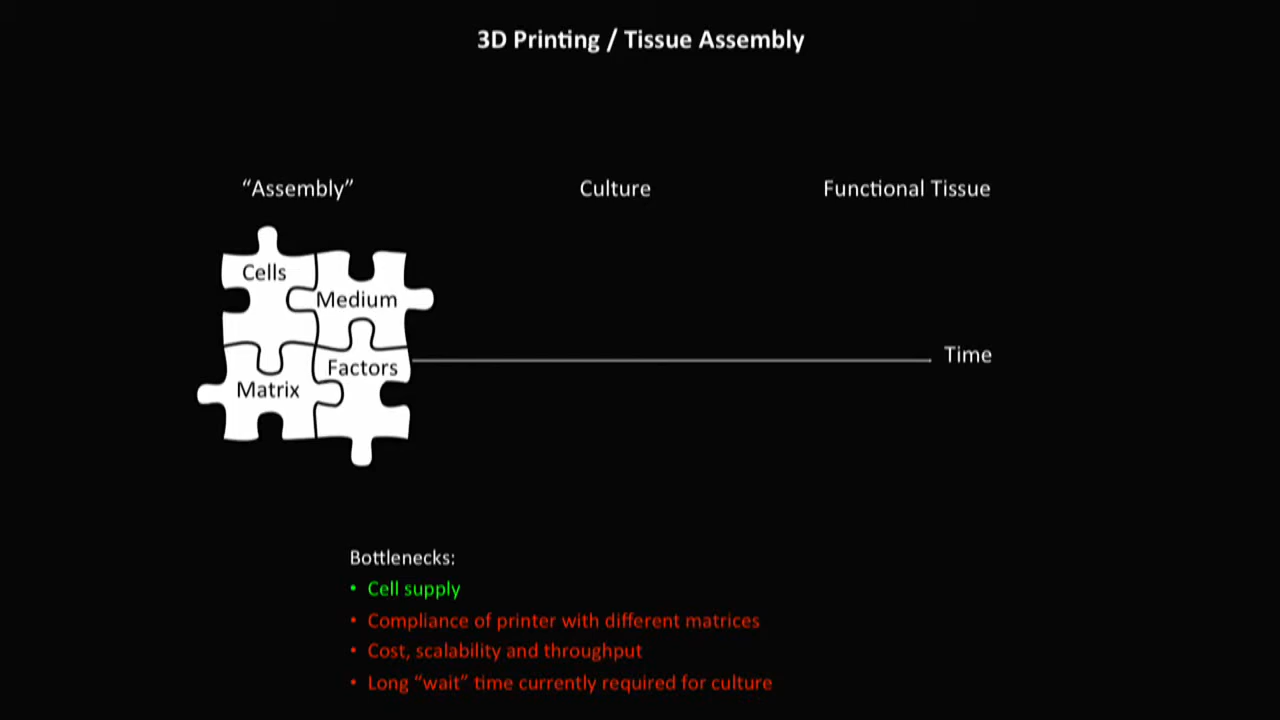 3D Printing / Tissue Assembly
“Assembly”
Culture
Functional Tissue
Cells
Medium
Factors
Matrix
Time
Bottlenecks:
• Cell supply
• Compliance of printer with different matrices
• Cost, scalability and throughput
• Long “wait” time currently required for culture